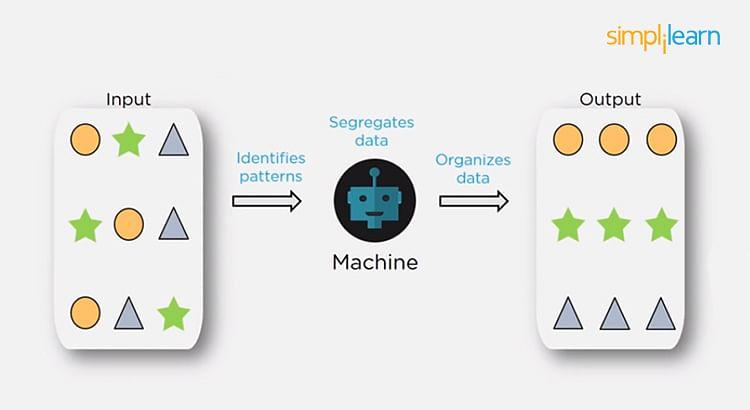 simplilearn
Input
Output
Segregates
data
Identifies
patterns
Organizes
data
Machine